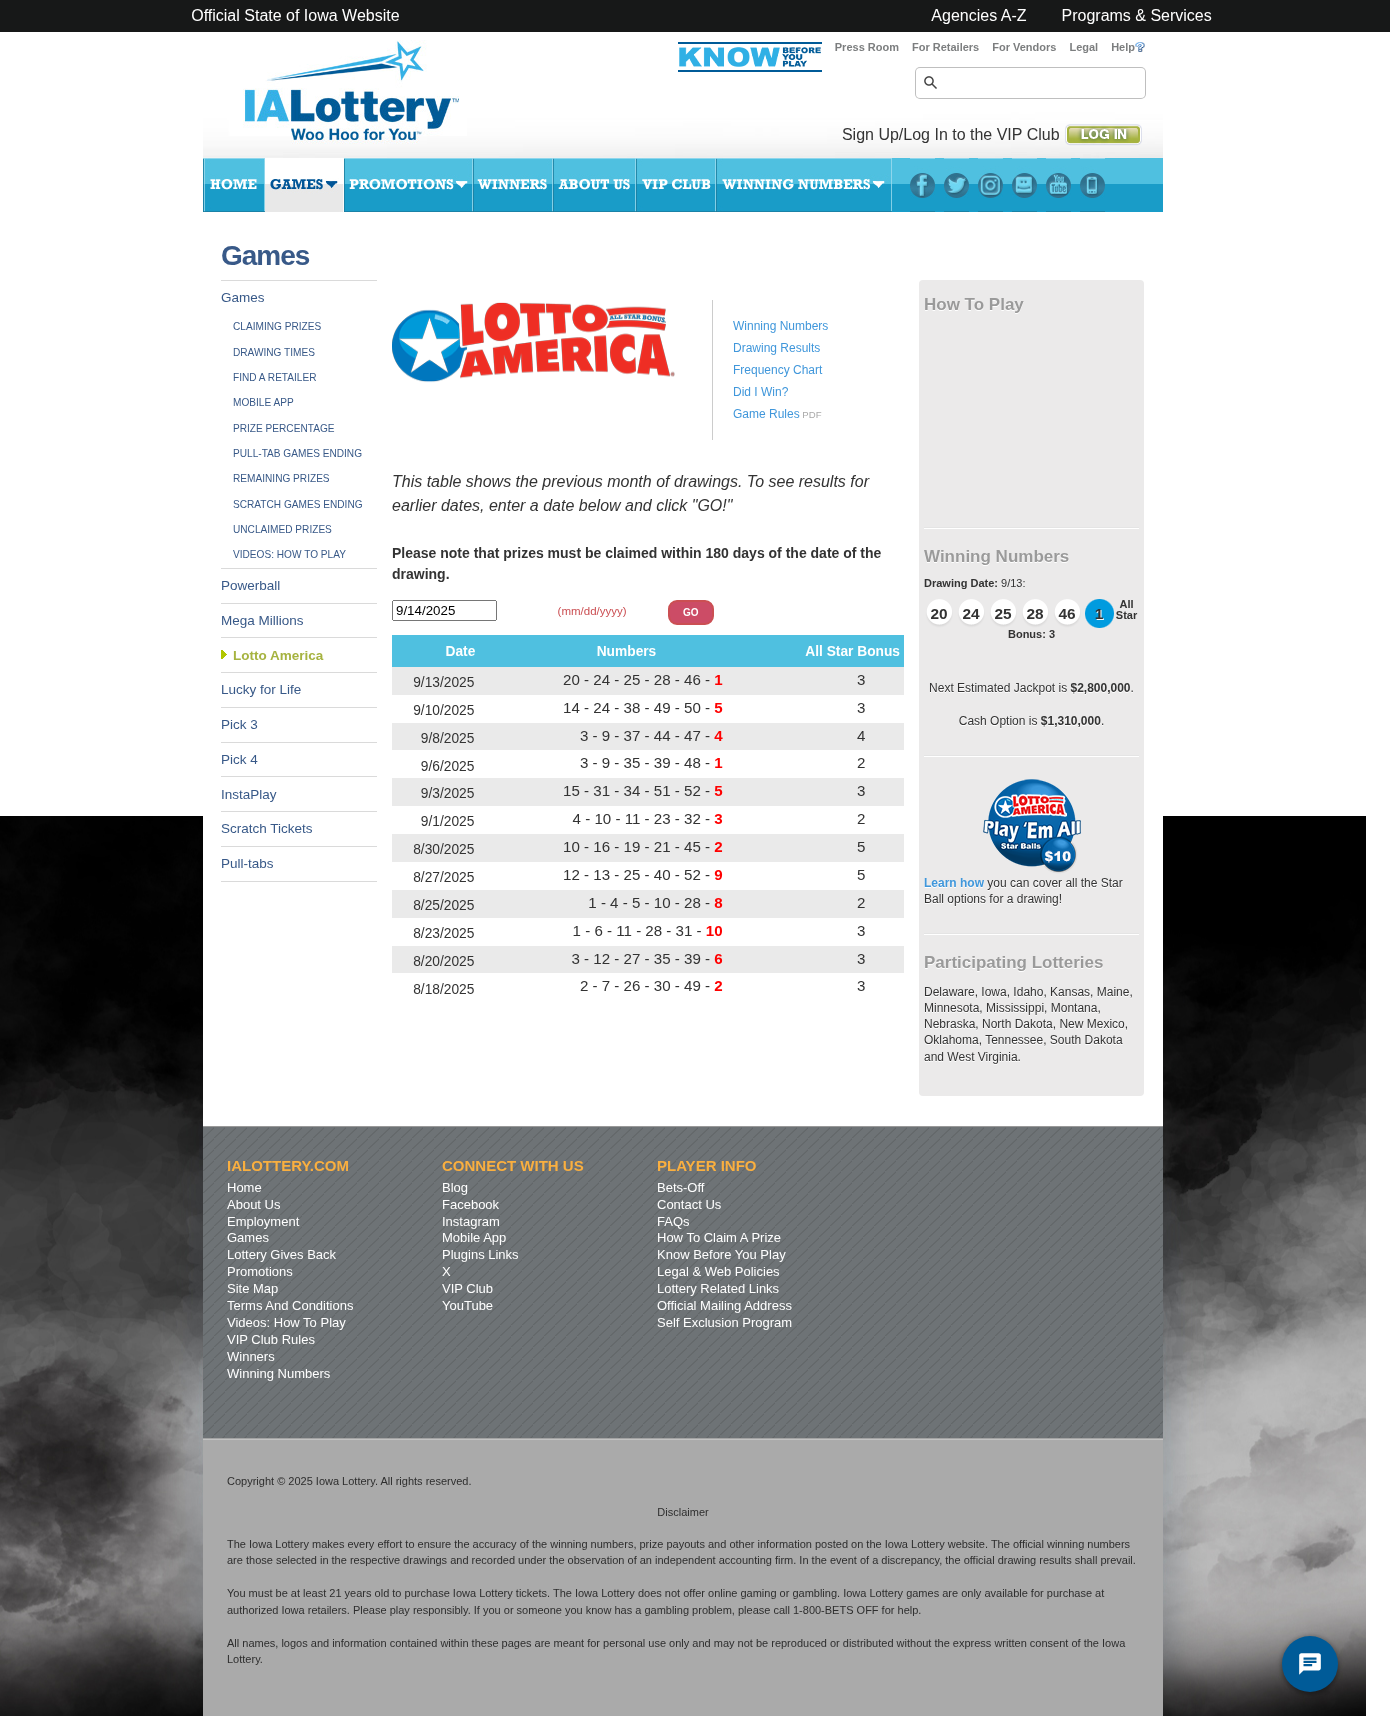 Official State of Iowa Website
Agencies A-Z Programs & Services
KNOW BEFORE YOU PLAY
Press Room For Retailers For Vendors Legal Help
IALottery™
Woo Hoo for You™
Sign Up/Log In to the VIP Club LOG IN
HOME GAMES PROMOTIONS WINNERS ABOUT US VIP CLUB WINNING NUMBERS You Tube
Games
Games
CLAIMING PRIZES
DRAWING TIMES
FIND A RETAILER
MOBILE APP
PRIZE PERCENTAGE
PULL-TAB GAMES ENDING
REMAINING PRIZES
SCRATCH GAMES ENDING
UNCLAIMED PRIZES
VIDEOS: HOW TO PLAY
Powerball
Mega Millions
Lotto America
Lucky for Life
Pick 3
Pick 4
InstaPlay
Scratch Tickets
Pull-tabs
LOTTO ALL STAR BONUS
AMERICA
Winning Numbers
Drawing Results
Frequency Chart
Did I Win?
Game Rules PDF
This table shows the previous month of drawings. To see results for
earlier dates, enter a date below and click "GO!"
Please note that prizes must be claimed within 180 days of the date of the
drawing.
9/14/2025 (mm/dd/yyyy) GO
Date Numbers All Star Bonus
9/13/2025 20 - 24 - 25 - 28 - 46 - 1 3
9/10/2025 14 - 24 - 38 - 49 - 50 - 5 3
9/8/2025 3 - 9 - 37 - 44 - 47 - 4 4
9/6/2025 3 - 9 - 35 - 39 - 48 - 1 2
9/3/2025 15 - 31 - 34 - 51 - 52 - 5 3
9/1/2025 4 - 10 - 11 - 23 - 32 - 3 2
8/30/2025 10 - 16 - 19 - 21 - 45 - 2 5
8/27/2025 12 - 13 - 25 - 40 - 52 - 9 5
8/25/2025 1 - 4 - 5 - 10 - 28 - 8 2
8/23/2025 1 - 6 - 11 - 28 - 31 - 10 3
8/20/2025 3 - 12 - 27 - 35 - 39 - 6 3
8/18/2025 2 - 7 - 26 - 30 - 49 - 2 3
How To Play
Winning Numbers
Drawing Date: 9/13:
20 24 25 28 46 1 All Star
Bonus: 3
Next Estimated Jackpot is $2,800,000.
Cash Option is $1,310,000.
LOTTO
AMERICA
Play 'Em All
Star Balls
$10
Learn how you can cover all the Star
Ball options for a drawing!
Participating Lotteries
Delaware, Iowa, Idaho, Kansas, Maine,
Minnesota, Mississippi, Montana,
Nebraska, North Dakota, New Mexico,
Oklahoma, Tennessee, South Dakota
and West Virginia.
IALOTTERY.COM
Home
About Us
Employment
Games
Lottery Gives Back
Promotions
Site Map
Terms And Conditions
Videos: How To Play
VIP Club Rules
Winners
Winning Numbers
CONNECT WITH US
Blog
Facebook
Instagram
Mobile App
Plugins Links
X
VIP Club
YouTube
PLAYER INFO
Bets-Off
Contact Us
FAQs
How To Claim A Prize
Know Before You Play
Legal & Web Policies
Lottery Related Links
Official Mailing Address
Self Exclusion Program
Copyright © 2025 Iowa Lottery. All rights reserved.
Disclaimer
The Iowa Lottery makes every effort to ensure the accuracy of the winning numbers, prize payouts and other information posted on the Iowa Lottery website. The official winning numbers
are those selected in the respective drawings and recorded under the observation of an independent accounting firm. In the event of a discrepancy, the official drawing results shall prevail.
You must be at least 21 years old to purchase Iowa Lottery tickets. The Iowa Lottery does not offer online gaming or gambling. Iowa Lottery games are only available for purchase at
authorized Iowa retailers. Please play responsibly. If you or someone you know has a gambling problem, please call 1-800-BETS OFF for help.
All names, logos and information contained within these pages are meant for personal use only and may not be reproduced or distributed without the express written consent of the Iowa
Lottery.